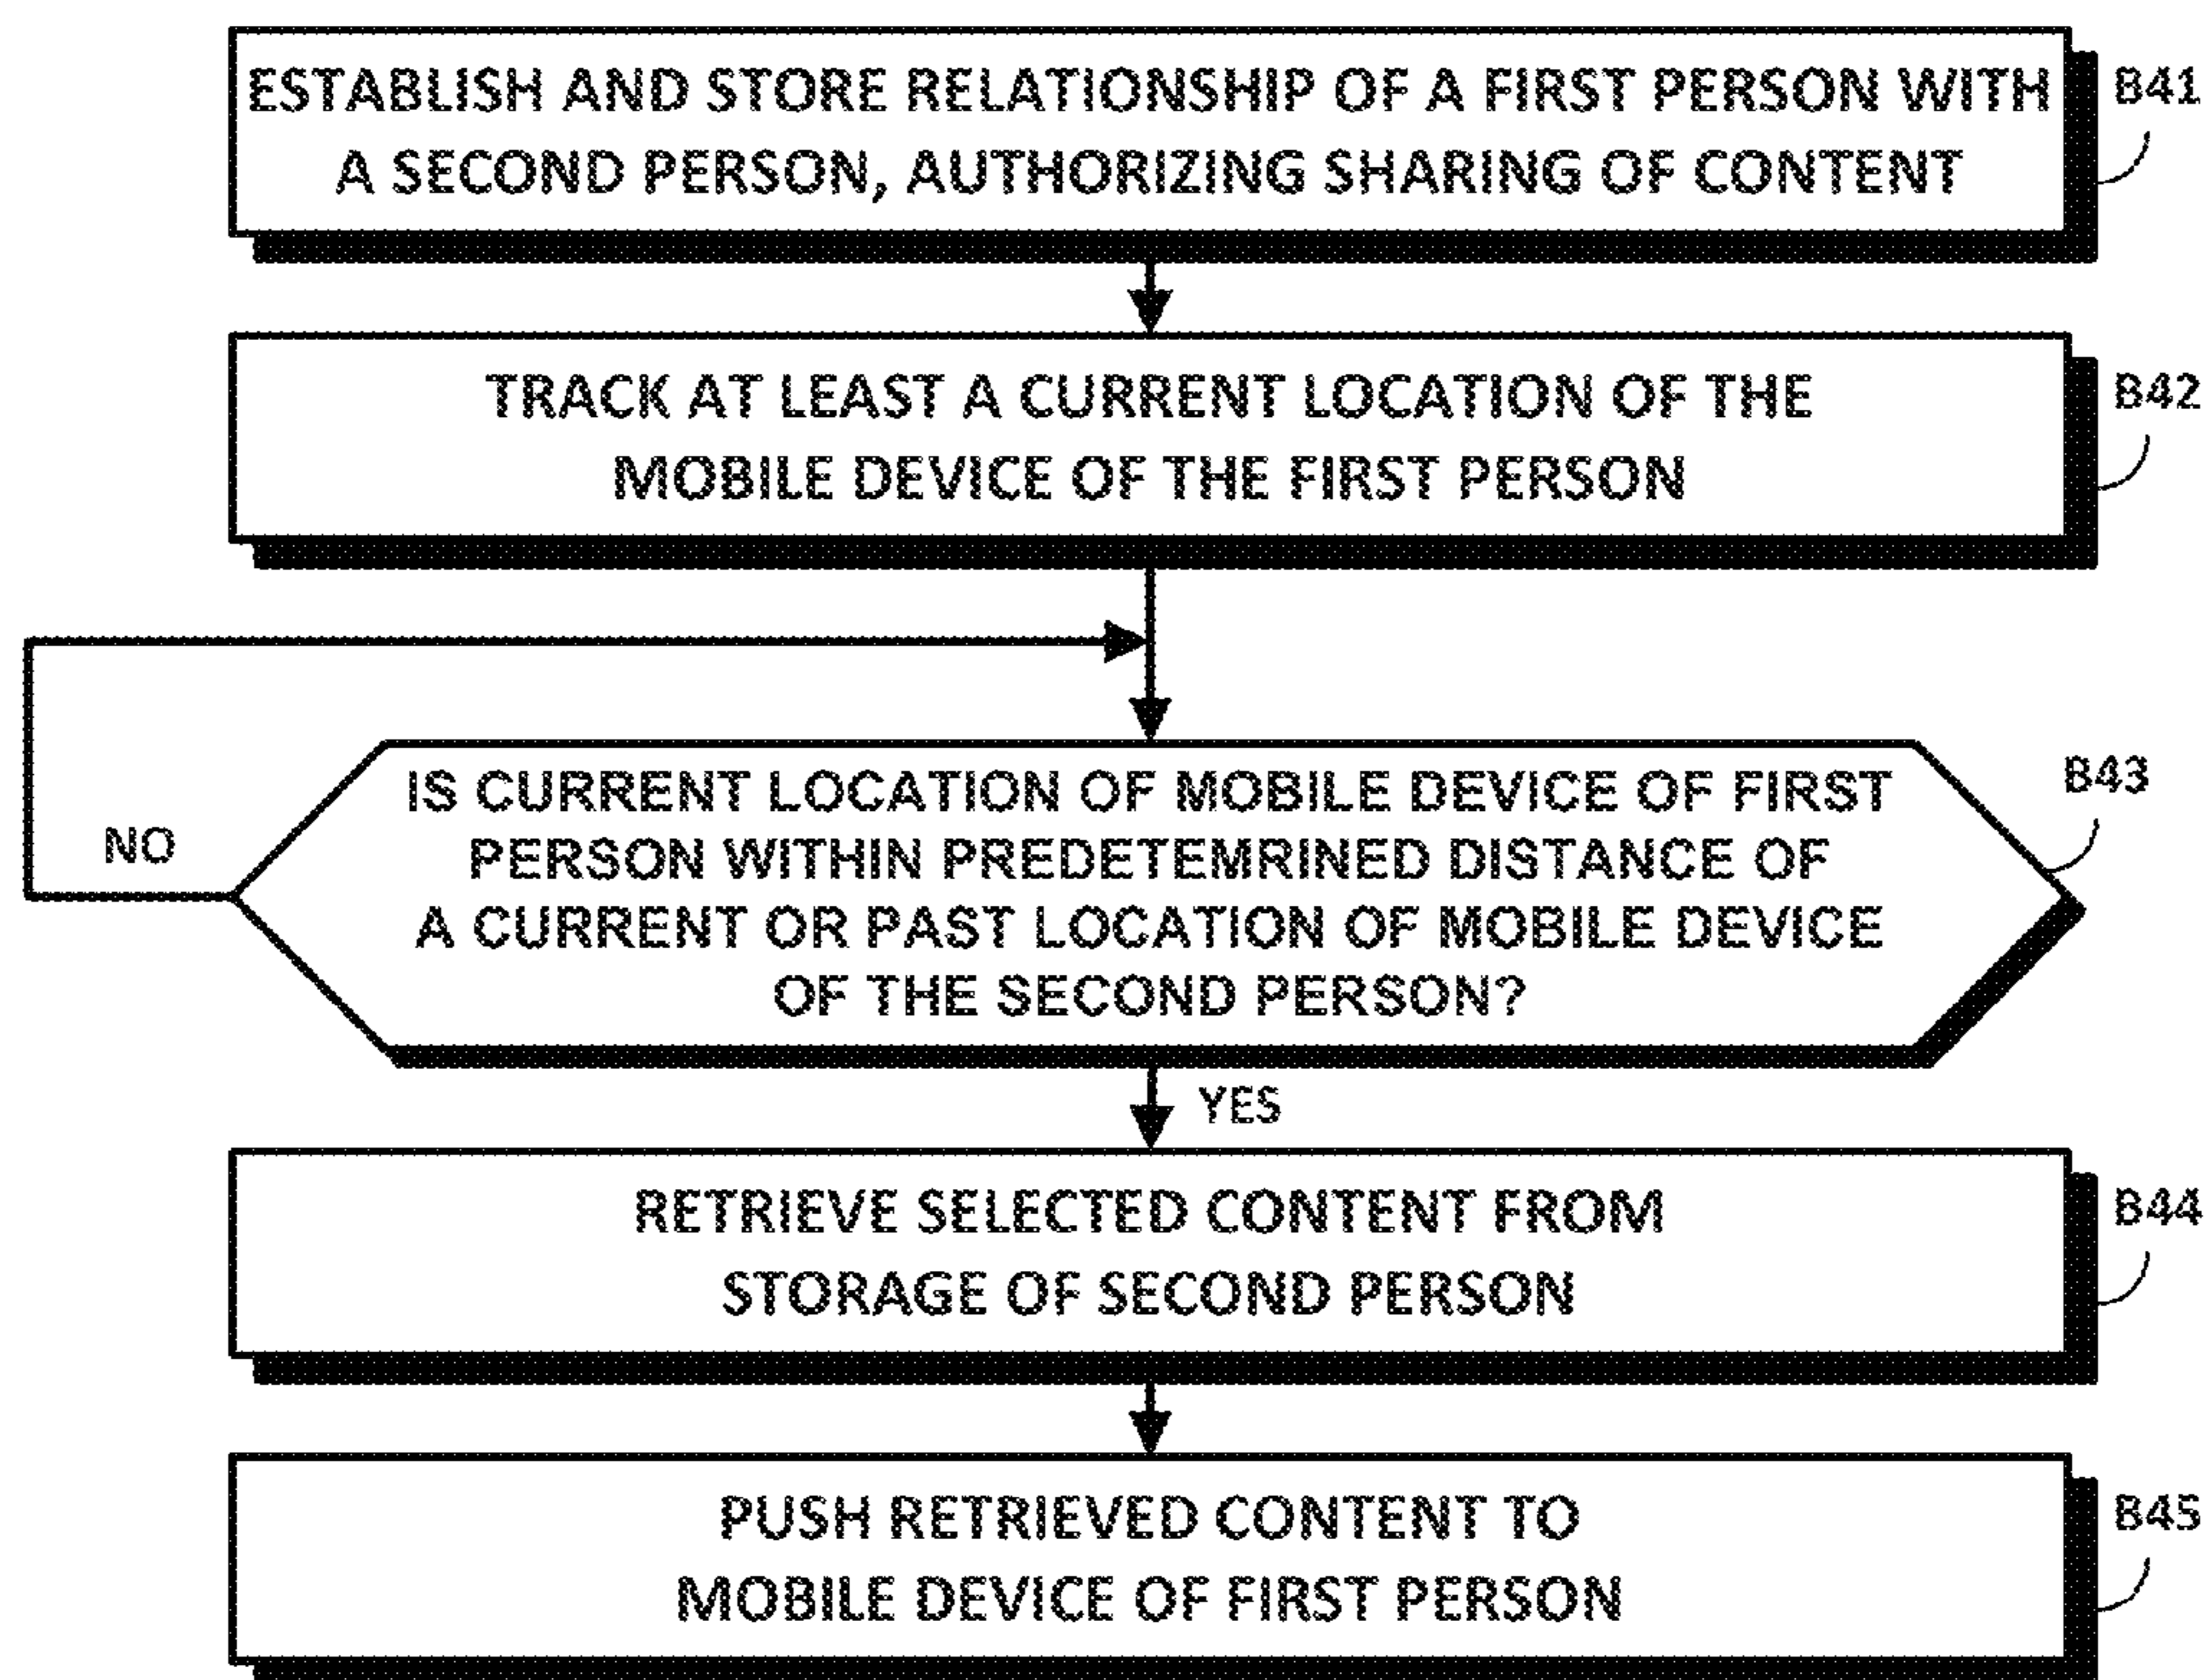 ESTABLISH AND STORE RELATIONSHIP OF A FIRST PERSON WITH
A SECOND PERSON, AUTHORIZING SHARING OF CONTENT
B41
TRACK AT LEAST A CURRENT LOCATION OF THE
MOBILE DEVICE OF THE FIRST PERSON
B42
IS CURRENT LOCATION OF MOBILE DEVICE OF FIRST
PERSON WITHIN PREDETEMRINED DISTANCE OF
A CURRENT OR PAST LOCATION OF MOBILE DEVICE
OF THE SECOND PERSON?
B43
NO
YES
RETRIEVE SELECTED CONTENT FROM
STORAGE OF SECOND PERSON
B44
PUSH RETRIEVED CONTENT TO
MOBILE DEVICE OF FIRST PERSON
B45